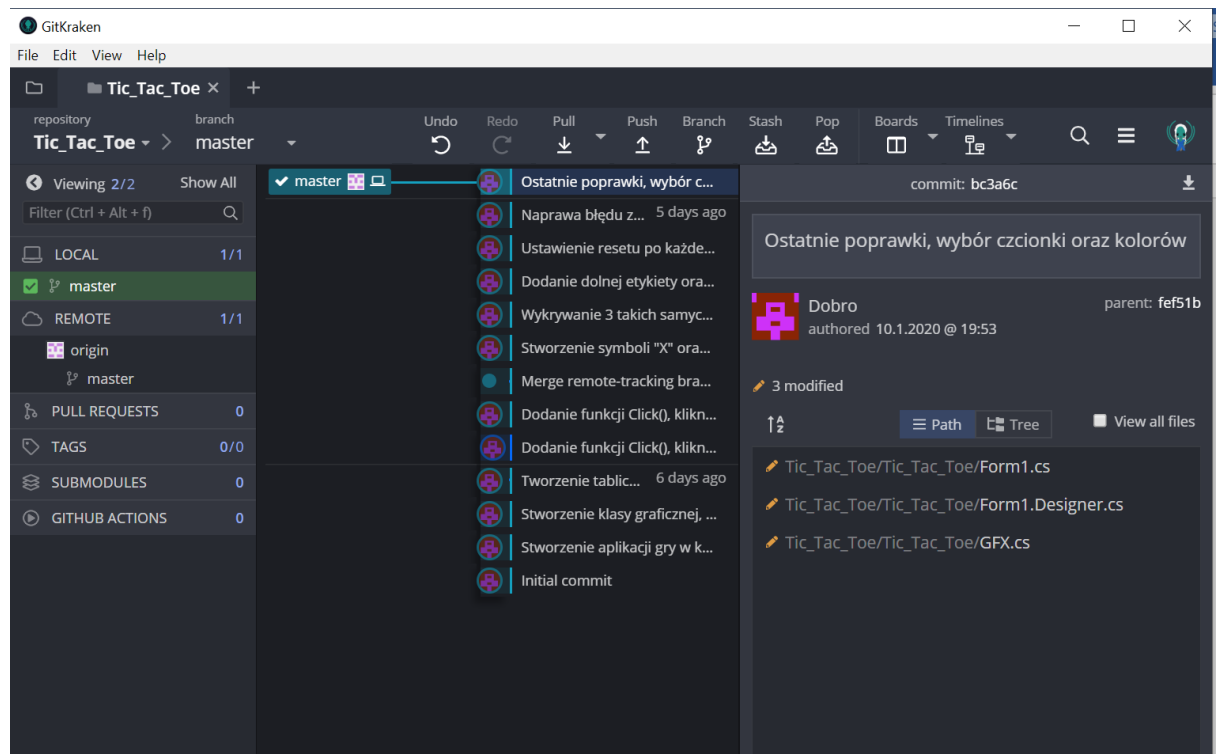 GitKraken
File Edit View Help
Tic_Tac_Toe
repository
Tic_Tac_Toe
branch
master
Undo Redo Pull Push Branch Stash Pop Boards Timelines
Viewing 2/2 Show All
Filter (Ctrl + Alt + f)
LOCAL 1/1
master
REMOTE 1/1
origin
master
PULL REQUESTS 0
TAGS 0/0
SUBMODULES 0
GITHUB ACTIONS 0
master
Ostatnie poprawki, wybór c...
Naprawa błędu z... 5 days ago
Ustawienie resetu po każde...
Dodanie dolnej etykiety ora...
Wykrywanie 3 takich samyc...
Stworzenie symboli "X" ora...
Merge remote-tracking bra...
Dodanie funkcji Click(), klikn...
Dodanie funkcji Click(), klikn...
Tworzenie tablic... 6 days ago
Stworzenie klasy graficznej, ...
Stworzenie aplikacji gry w k...
Initial commit
commit: bc3a6c
Ostatnie poprawki, wybór czcionki oraz kolorów
Dobro
authored 10.1.2020 @ 19:53
parent: fef51b
3 modified
Path Tree
View all files
Tic_Tac_Toe/Tic_Tac_Toe/Form1.cs
Tic_Tac_Toe/Tic_Tac_Toe/Form1.Designer.cs
Tic_Tac_Toe/Tic_Tac_Toe/GFX.cs